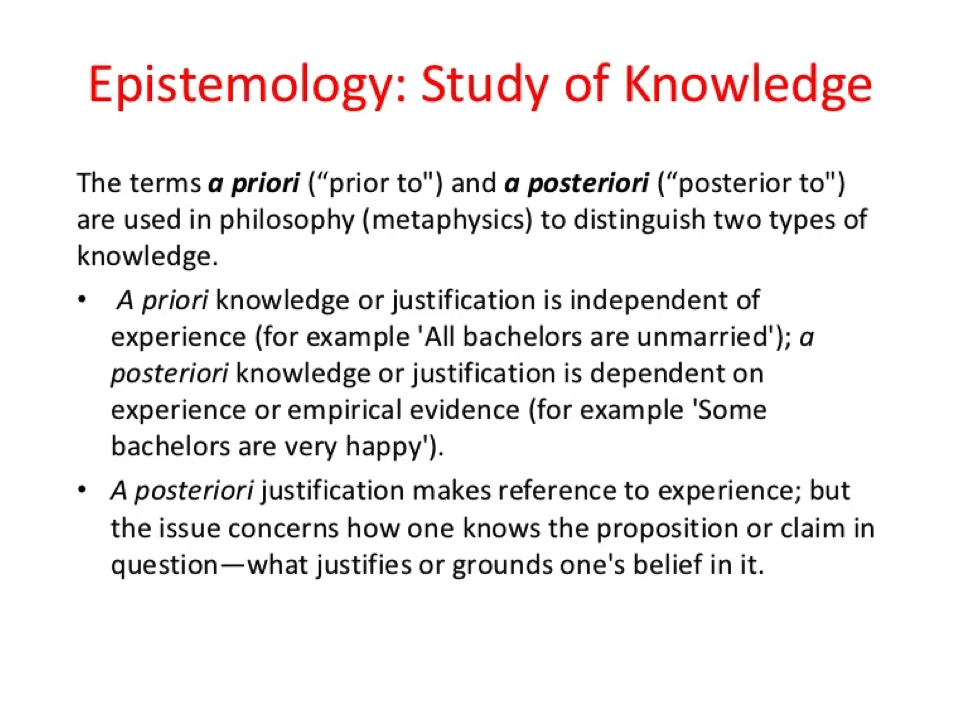 Epistemology: Study of Knowledge
The terms a priori (“prior to") and a posteriori (“posterior to")
are used in philosophy (metaphysics) to distinguish two types of
knowledge.
• A priori knowledge or justification is independent of
experience (for example 'All bachelors are unmarried'); a
posteriori knowledge or justification is dependent on
experience or empirical evidence (for example 'Some
bachelors are very happy').
• A posteriori justification makes reference to experience; but
the issue concerns how one knows the proposition or claim in
question—what justifies or grounds one's belief in it.